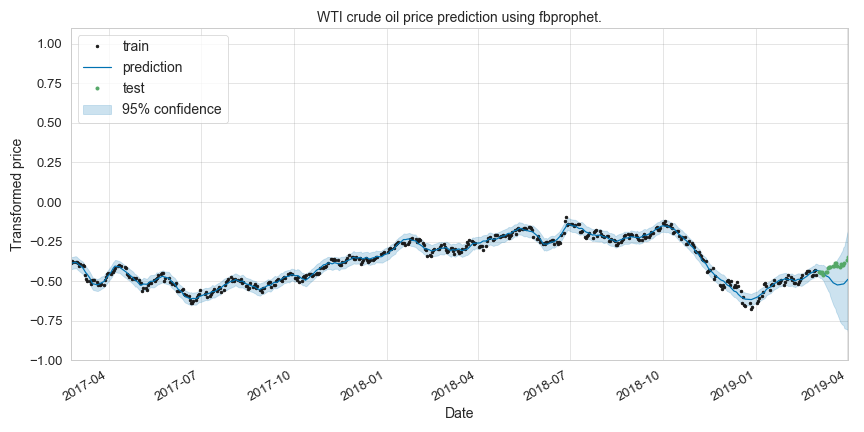 WTI crude oil price prediction using fbprophet.
train
prediction
test
95% confidence
Transformed price
1.00
0.75
0.50
0.25
0.00
−0.25
−0.50
−0.75
−1.00
2017-04
2017-07
2017-10
2018-01
2018-04
2018-07
2018-10
2019-01
2019-04
Date